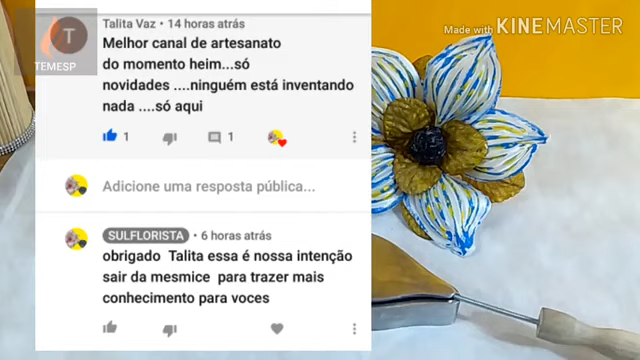 Talita Vaz • 14 horas atrás
Made with KINEMASTER
T
TEMESP
Melhor canal de artesanato
do momento heim...só
novidades ....ninguém está inventando
nada ....só aqui
1
1
Adicione uma resposta pública...
SULFLORISTA • 6 horas atrás
obrigado Talita essa é nossa intenção
sair da mesmice para trazer mais
conhecimento para voces